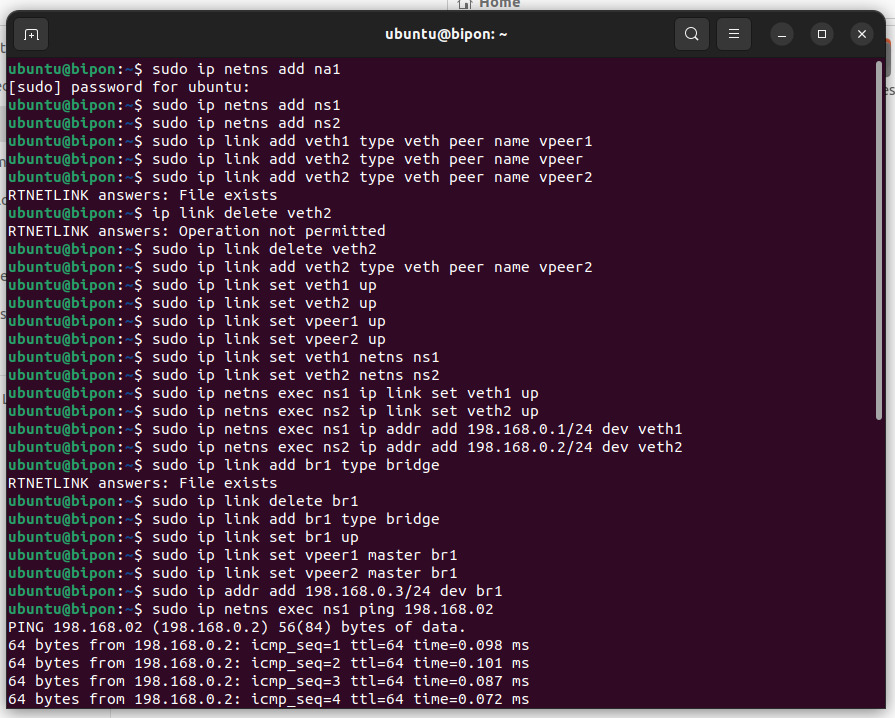 Home
ubuntu@bipon: ~
ubuntu@bipon:~$ sudo ip netns add na1
[sudo] password for ubuntu:
ubuntu@bipon:~$ sudo ip netns add ns1
ubuntu@bipon:~$ sudo ip netns add ns2
ubuntu@bipon:~$ sudo ip link add veth1 type veth peer name vpeer1
ubuntu@bipon:~$ sudo ip link add veth2 type veth peer name vpeer
ubuntu@bipon:~$ sudo ip link add veth2 type veth peer name vpeer2
RTNETLINK answers: File exists
ubuntu@bipon:~$ ip link delete veth2
RTNETLINK answers: Operation not permitted
ubuntu@bipon:~$ sudo ip link delete veth2
ubuntu@bipon:~$ sudo ip link add veth2 type veth peer name vpeer2
ubuntu@bipon:~$ sudo ip link set veth1 up
ubuntu@bipon:~$ sudo ip link set veth2 up
ubuntu@bipon:~$ sudo ip link set vpeer1 up
ubuntu@bipon:~$ sudo ip link set vpeer2 up
ubuntu@bipon:~$ sudo ip link set veth1 netns ns1
ubuntu@bipon:~$ sudo ip link set veth2 netns ns2
ubuntu@bipon:~$ sudo ip netns exec ns1 ip link set veth1 up
ubuntu@bipon:~$ sudo ip netns exec ns2 ip link set veth2 up
ubuntu@bipon:~$ sudo ip netns exec ns1 ip addr add 198.168.0.1/24 dev veth1
ubuntu@bipon:~$ sudo ip netns exec ns2 ip addr add 198.168.0.2/24 dev veth2
ubuntu@bipon:~$ sudo ip link add br1 type bridge
RTNETLINK answers: File exists
ubuntu@bipon:~$ sudo ip link delete br1
ubuntu@bipon:~$ sudo ip link add br1 type bridge
ubuntu@bipon:~$ sudo ip link set br1 up
ubuntu@bipon:~$ sudo ip link set vpeer1 master br1
ubuntu@bipon:~$ sudo ip link set vpeer2 master br1
ubuntu@bipon:~$ sudo ip addr add 198.168.0.3/24 dev br1
ubuntu@bipon:~$ sudo ip netns exec ns1 ping 198.168.02
PING 198.168.02 (198.168.0.2) 56(84) bytes of data.
64 bytes from 198.168.0.2: icmp_seq=1 ttl=64 time=0.098 ms
64 bytes from 198.168.0.2: icmp_seq=2 ttl=64 time=0.101 ms
64 bytes from 198.168.0.2: icmp_seq=3 ttl=64 time=0.087 ms
64 bytes from 198.168.0.2: icmp_seq=4 ttl=64 time=0.072 ms